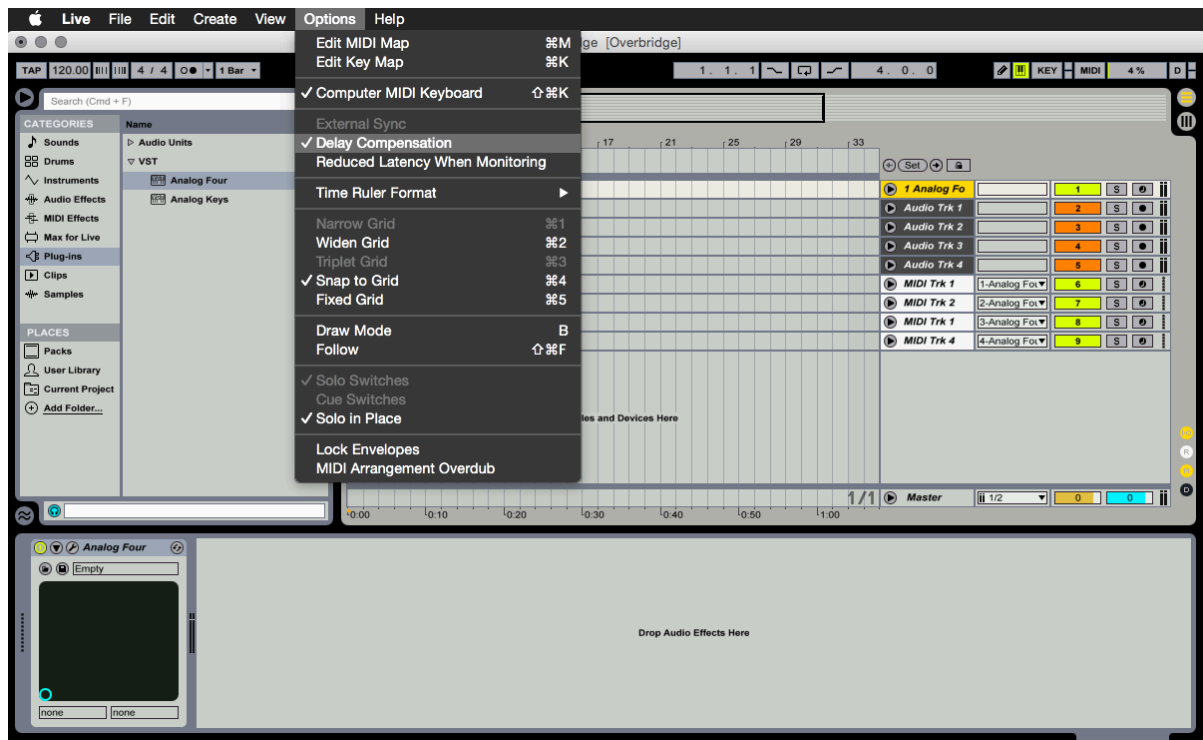 Live File Edit Create View Options Help
ge [Overbridge]
TAP 120.00 4 / 4 1 Bar
1. 1. 1 4. 0. 0 KEY MIDI 4 % D
Search (Cmd + F)
CATEGORIES
Sounds
Drums
Instruments
Audio Effects
MIDI Effects
Max for Live
Plug-ins
Clips
Samples
PLACES
Packs
User Library
Current Project
Add Folder...
Name
Audio Units
VST
Analog Four
Analog Keys
Edit MIDI Map ⌘M
Edit Key Map ⌘K
✓ Computer MIDI Keyboard ⇧⌘K
External Sync
✓ Delay Compensation
Reduced Latency When Monitoring
Time Ruler Format ▶
Narrow Grid ⌘1
Widen Grid ⌘2
Triplet Grid ⌘3
✓ Snap to Grid ⌘4
Fixed Grid ⌘5
Draw Mode B
Follow ⇧⌘F
✓ Solo Switches
Cue Switches
✓ Solo in Place
Lock Envelopes
MIDI Arrangement Overdub
17 21 25 29 33
Set
1 Analog Fo 1 S
Audio Trk 1 2 S
Audio Trk 2 3 S
Audio Trk 3 4 S
Audio Trk 4 5 S
MIDI Trk 1 1-Analog Fou 6 S
MIDI Trk 2 2-Analog Fou 7 S
MIDI Trk 1 3-Analog Fou 8 S
MIDI Trk 4 4-Analog Fou 9 S
les and Devices Here
R
D
1/1 Master 1/2 0 0
0:00 0:10 0:20 0:30 0:40 0:50 1:00
Analog Four
Empty
none none
Drop Audio Effects Here